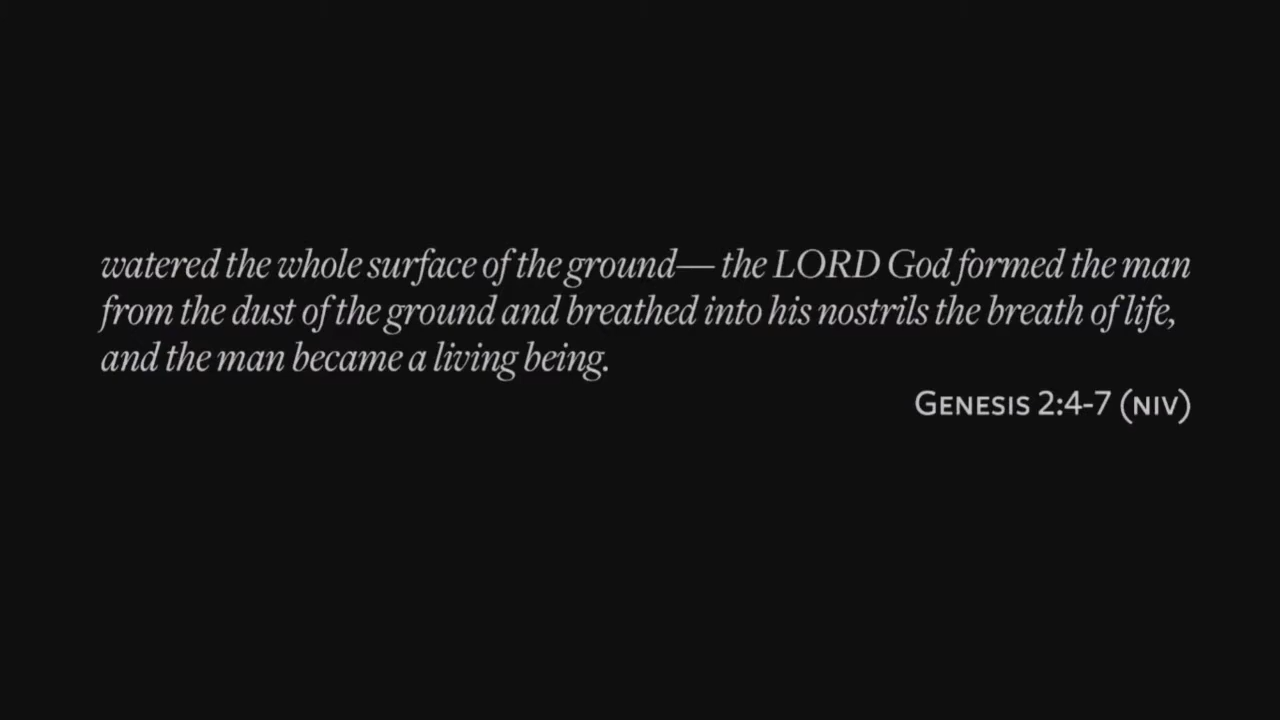 watered the whole surface of the ground— the LORD God formed the man
from the dust of the ground and breathed into his nostrils the breath of life,
and the man became a living being.
GENESIS 2:4-7 (NIV)